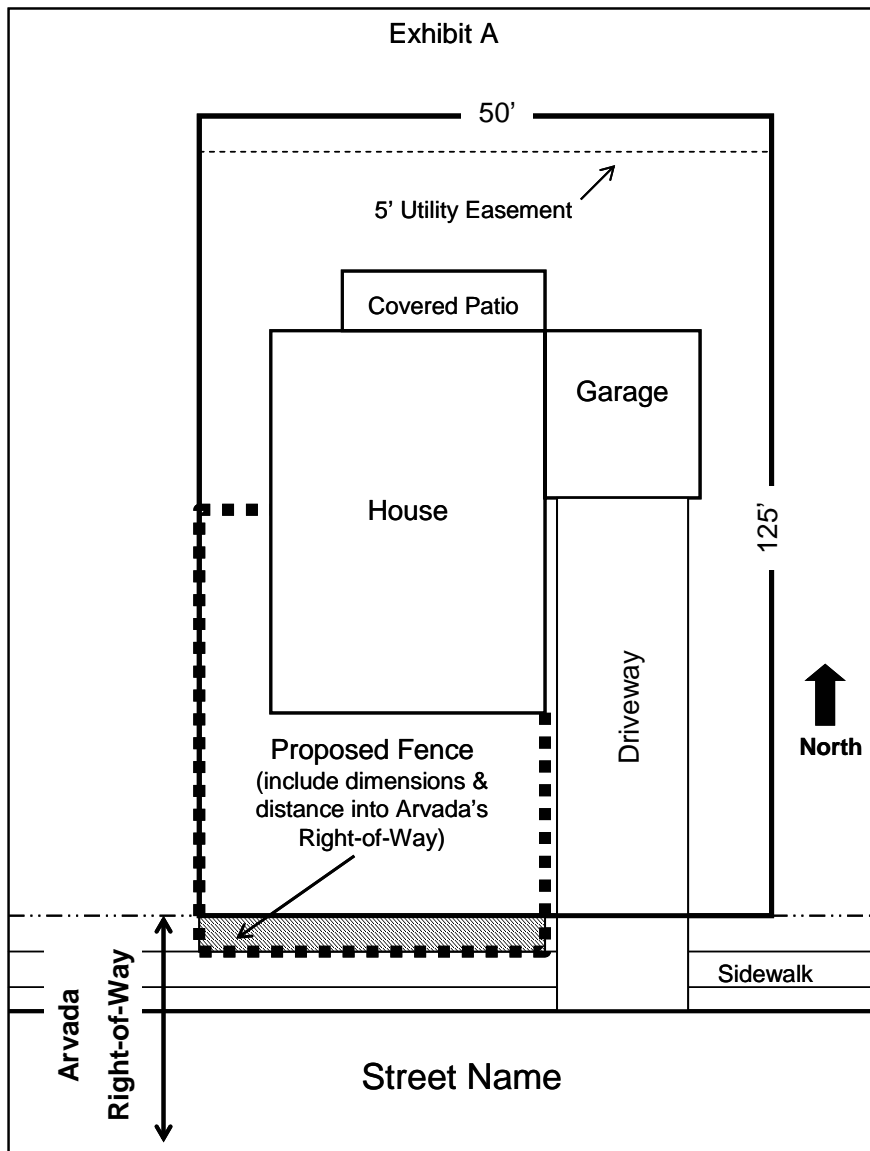 Exhibit A
50’
5’ Utility Easement
Covered Patio
Garage
House
125’
Driveway
North
Proposed Fence
(include dimensions &
distance into Arvada’s
Right-of-Way)
Sidewalk
Arvada
Right-of-Way
Street Name